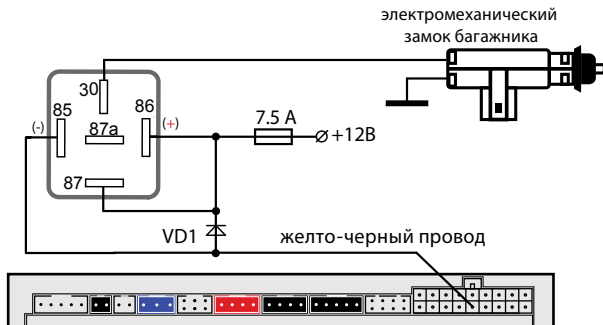 электромеханический
замок багажника
30
85
86
87a
(-)
(+)
7.5 А
+12В
87
VD1
желто-черный провод